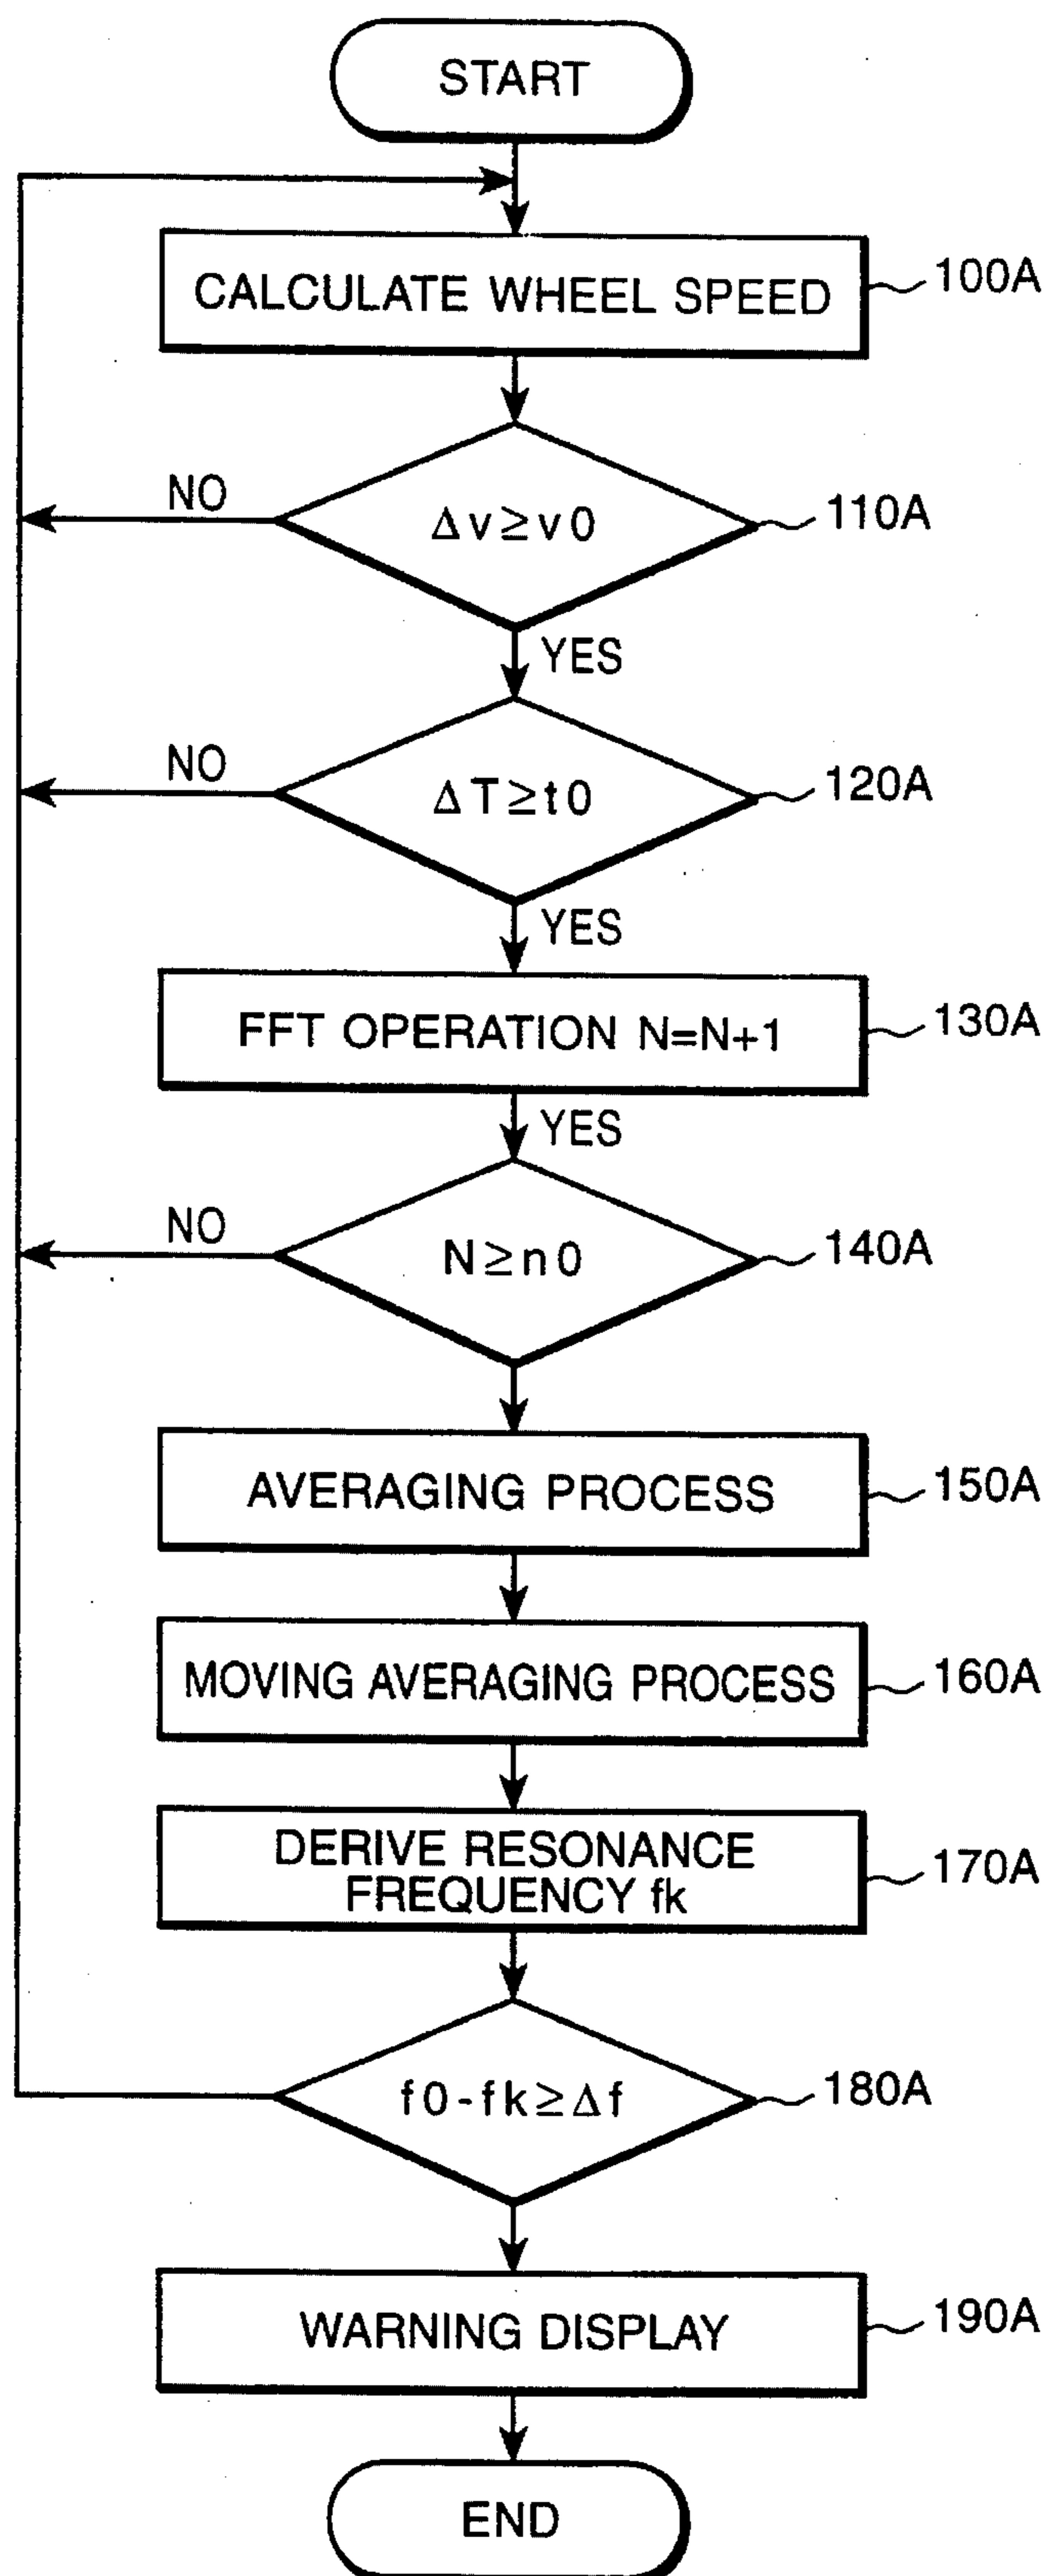 START
CALCULATE WHEEL SPEED
100A
NO
Δv≥v0
110A
YES
NO
ΔT≥t0
120A
YES
FFT OPERATION N=N+1
130A
YES
NO
N≥n0
140A
AVERAGING PROCESS
150A
MOVING AVERAGING PROCESS
160A
DERIVE RESONANCE
FREQUENCY fk
170A
f0-fk≥Δf
180A
WARNING DISPLAY
190A
END